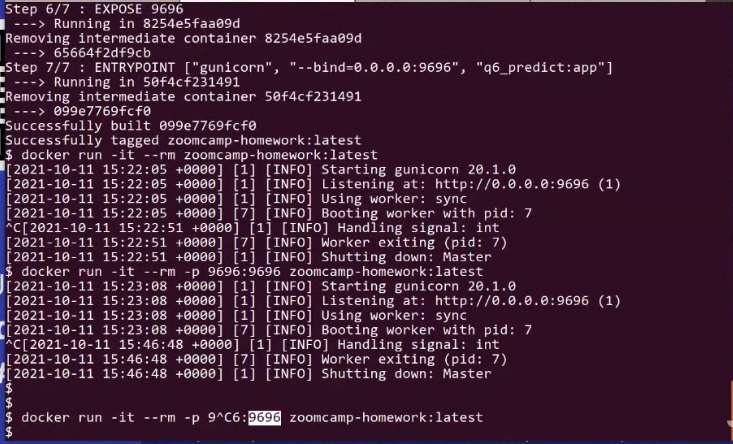 Step 6/7 : EXPOSE 9696
---> Running in 8254e5faa09d
Removing intermediate container 8254e5faa09d
---> 65664f2df9cb
Step 7/7 : ENTRYPOINT ["gunicorn", "--bind=0.0.0.0:9696", "q6_predict:app"]
---> Running in 50f4cf231491
Removing intermediate container 50f4cf231491
---> 099e7769fcf0
Successfully built 099e7769fcf0
Successfully tagged zoomcamp-homework:latest
$ docker run -it --rm zoomcamp-homework:latest
[2021-10-11 15:22:05 +0000] [1] [INFO] Starting gunicorn 20.1.0
[2021-10-11 15:22:05 +0000] [1] [INFO] Listening at: http://0.0.0.0:9696 (1)
[2021-10-11 15:22:05 +0000] [1] [INFO] Using worker: sync
[2021-10-11 15:22:05 +0000] [7] [INFO] Booting worker with pid: 7
^C[2021-10-11 15:22:51 +0000] [1] [INFO] Handling signal: int
[2021-10-11 15:22:51 +0000] [7] [INFO] Worker exiting (pid: 7)
[2021-10-11 15:22:51 +0000] [1] [INFO] Shutting down: Master
$ docker run -it --rm -p 9696:9696 zoomcamp-homework:latest
[2021-10-11 15:23:08 +0000] [1] [INFO] Starting gunicorn 20.1.0
[2021-10-11 15:23:08 +0000] [1] [INFO] Listening at: http://0.0.0.0:9696 (1)
[2021-10-11 15:23:08 +0000] [1] [INFO] Using worker: sync
[2021-10-11 15:23:08 +0000] [7] [INFO] Booting worker with pid: 7
^C[2021-10-11 15:46:48 +0000] [1] [INFO] Handling signal: int
[2021-10-11 15:46:48 +0000] [7] [INFO] Worker exiting (pid: 7)
[2021-10-11 15:46:48 +0000] [1] [INFO] Shutting down: Master
$
$
$ docker run -it --rm -p 9^C6:9696 zoomcamp-homework:latest
$